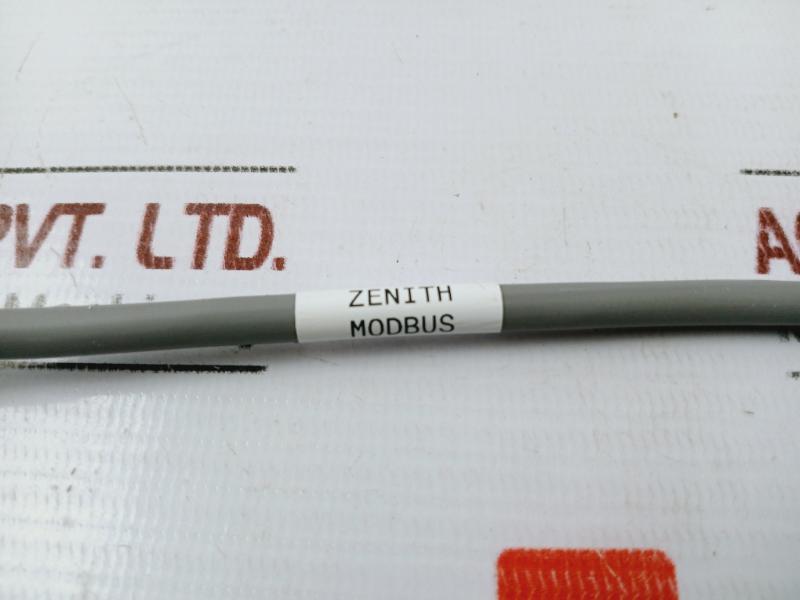 PVT. LTD.
ZENITH
MODBUS